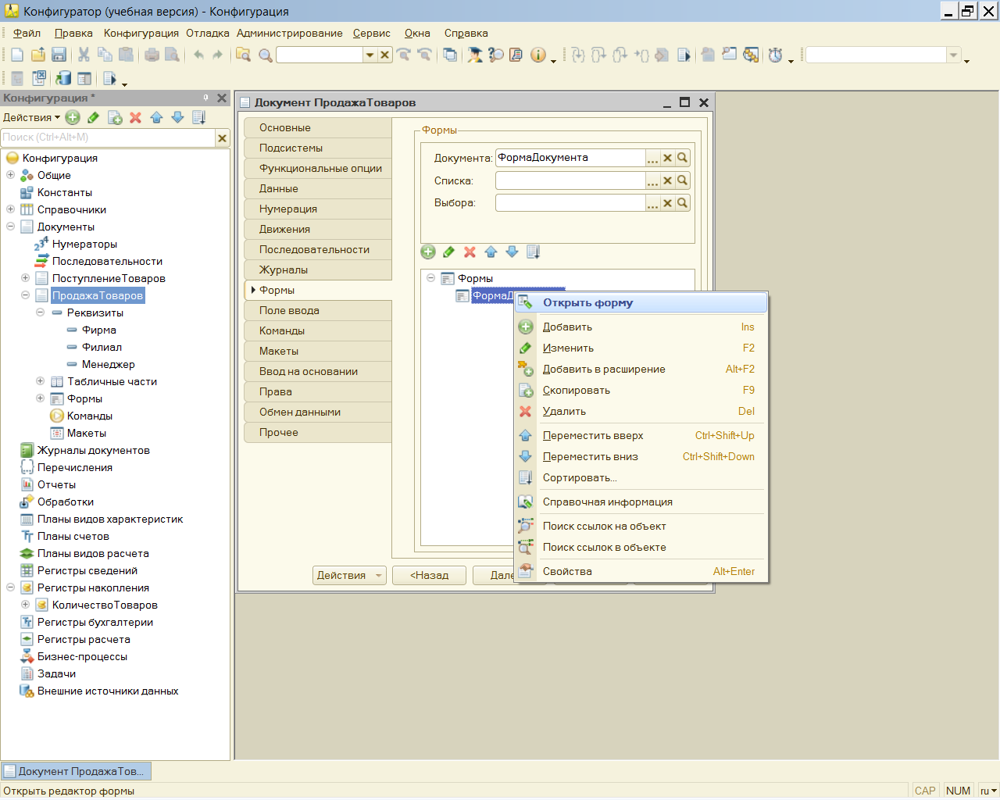 Конфигуратор (учебная версия) - Конфигурация
Файл Правка Конфигурация Отладка Администрирование Сервис Окна Справка
Конфигурация *
Действия
Поиск (Ctrl+Alt+M)
Конфигурация
Общие
Константы
Справочники
Документы
Нумераторы
Последовательности
ПоступлениеТоваров
ПродажаТоваров
Реквизиты
Фирма
Филиал
Менеджер
Табличные части
Формы
Команды
Макеты
Журналы документов
Перечисления
Отчеты
Обработки
Планы видов характеристик
Планы счетов
Планы видов расчета
Регистры сведений
Регистры накопления
КоличествоТоваров
Регистры бухгалтерии
Регистры расчета
Бизнес-процессы
Задачи
Внешние источники данных
Документ ПродажаТоваров
Основные
Подсистемы
Функциональные опции
Данные
Нумерация
Движения
Последовательности
Журналы
Формы
Поле ввода
Команды
Макеты
Ввод на основании
Права
Обмен данными
Прочее
Формы
Документа: ФормаДокумента ...
Списка: ...
Выбора: ...
Формы
Открыть форму
Добавить Ins
Изменить F2
Добавить в расширение Alt+F2
Скопировать F9
Удалить Del
Переместить вверх Ctrl+Shift+Up
Переместить вниз Ctrl+Shift+Down
Сортировать...
Справочная информация
Поиск ссылок на объект
Поиск ссылок в объекте
Свойства Alt+Enter
Действия <Назад
Документ ПродажаТов...
Открыть редактор формы CAP NUM ru